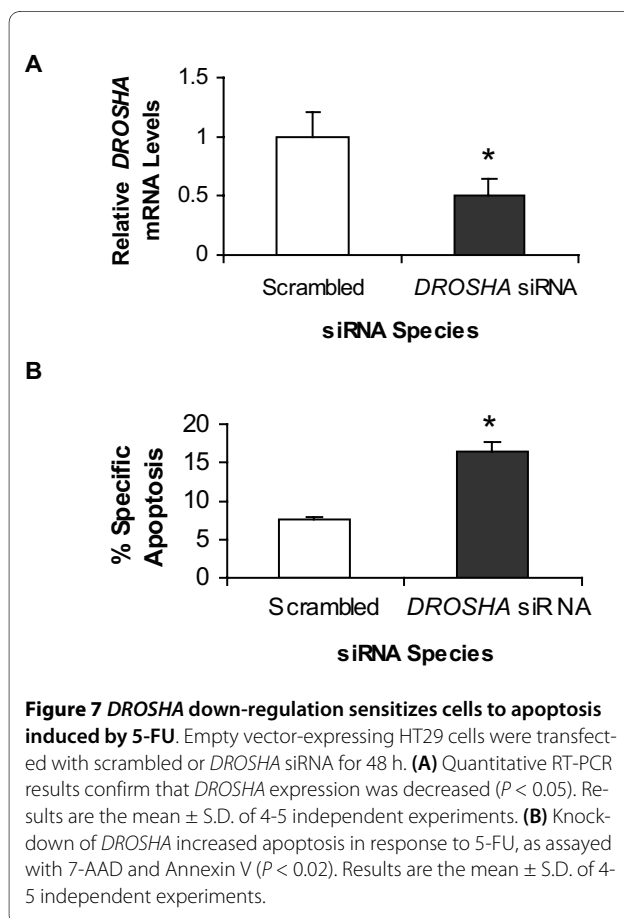 A
Relative DROSHA
mRNA Levels
1.5
1
0.5
0
*
Scrambled DROSHA siRNA
siRNA Species
B
% Specific
Apoptosis
20
15
10
5
0
*
Scrambled DROSHA siRNA
siRNA Species
Figure 7 DROSHA down-regulation sensitizes cells to apoptosis
induced by 5-FU. Empty vector-expressing HT29 cells were transfect-
ed with scrambled or DROSHA siRNA for 48 h. (A) Quantitative RT-PCR
results confirm that DROSHA expression was decreased (P < 0.05). Re-
sults are the mean ± S.D. of 4-5 independent experiments. (B) Knock-
down of DROSHA increased apoptosis in response to 5-FU, as assayed
with 7-AAD and Annexin V (P < 0.02). Results are the mean ± S.D. of 4-
5 independent experiments.